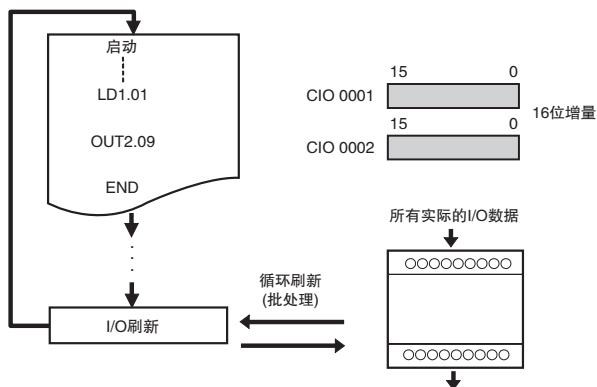 启动
LD1.01
OUT2.09
END
I/O刷新
15 0
CIO 0001
15 0
CIO 0002
16位增量
所有实际的I/O数据
循环刷新
(批处理)